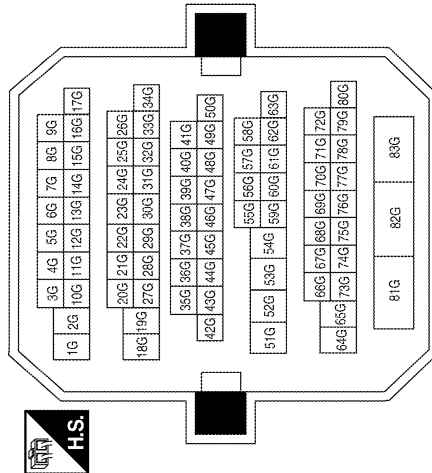 H.S.
3G 4G 5G 6G 7G 8G 9G
1G 2G 10G 11G 12G 13G 14G 15G 16G 17G
20G 21G 22G 23G 24G 25G 26G
18G 19G 27G 28G 29G 30G 31G 32G 33G 34G
35G 36G 37G 38G 39G 40G 41G
42G 43G 44G 45G 46G 47G 48G 49G 50G
55G 56G 57G 58G
51G 52G 53G 54G 59G 60G 61G 62G 63G
66G 67G 68G 69G 70G 71G 72G
64G 65G 73G 74G 75G 76G 77G 78G 79G 80G
81G 82G 83G